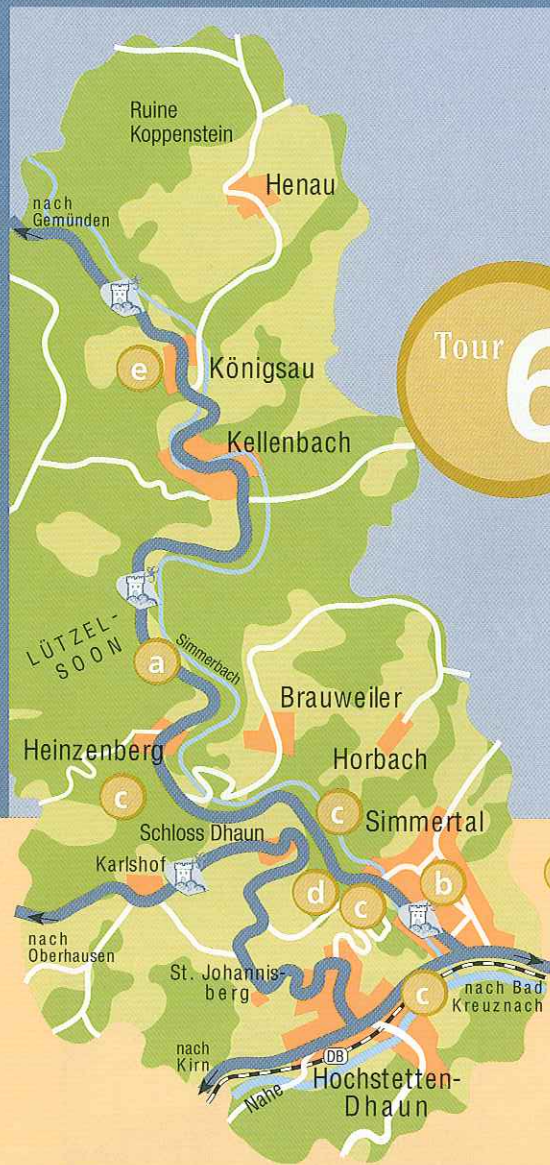 Ruine
Koppenstein
Henau
nach
Gemünden
Tour 6
e
Königsau
Kellenbach
LÜTZEL-
SOON
a
Simmerbach
Brauweiler
Heinzenberg
Horbach
c
c
Simmertal
Schloss Dhaun
Karlshof
d
c
b
nach
Oberhausen
St. Johannis-
berg
c
nach Bad
Kreuznach
nach
Kirn
DB
Nahe
Hochstetten-
Dhaun